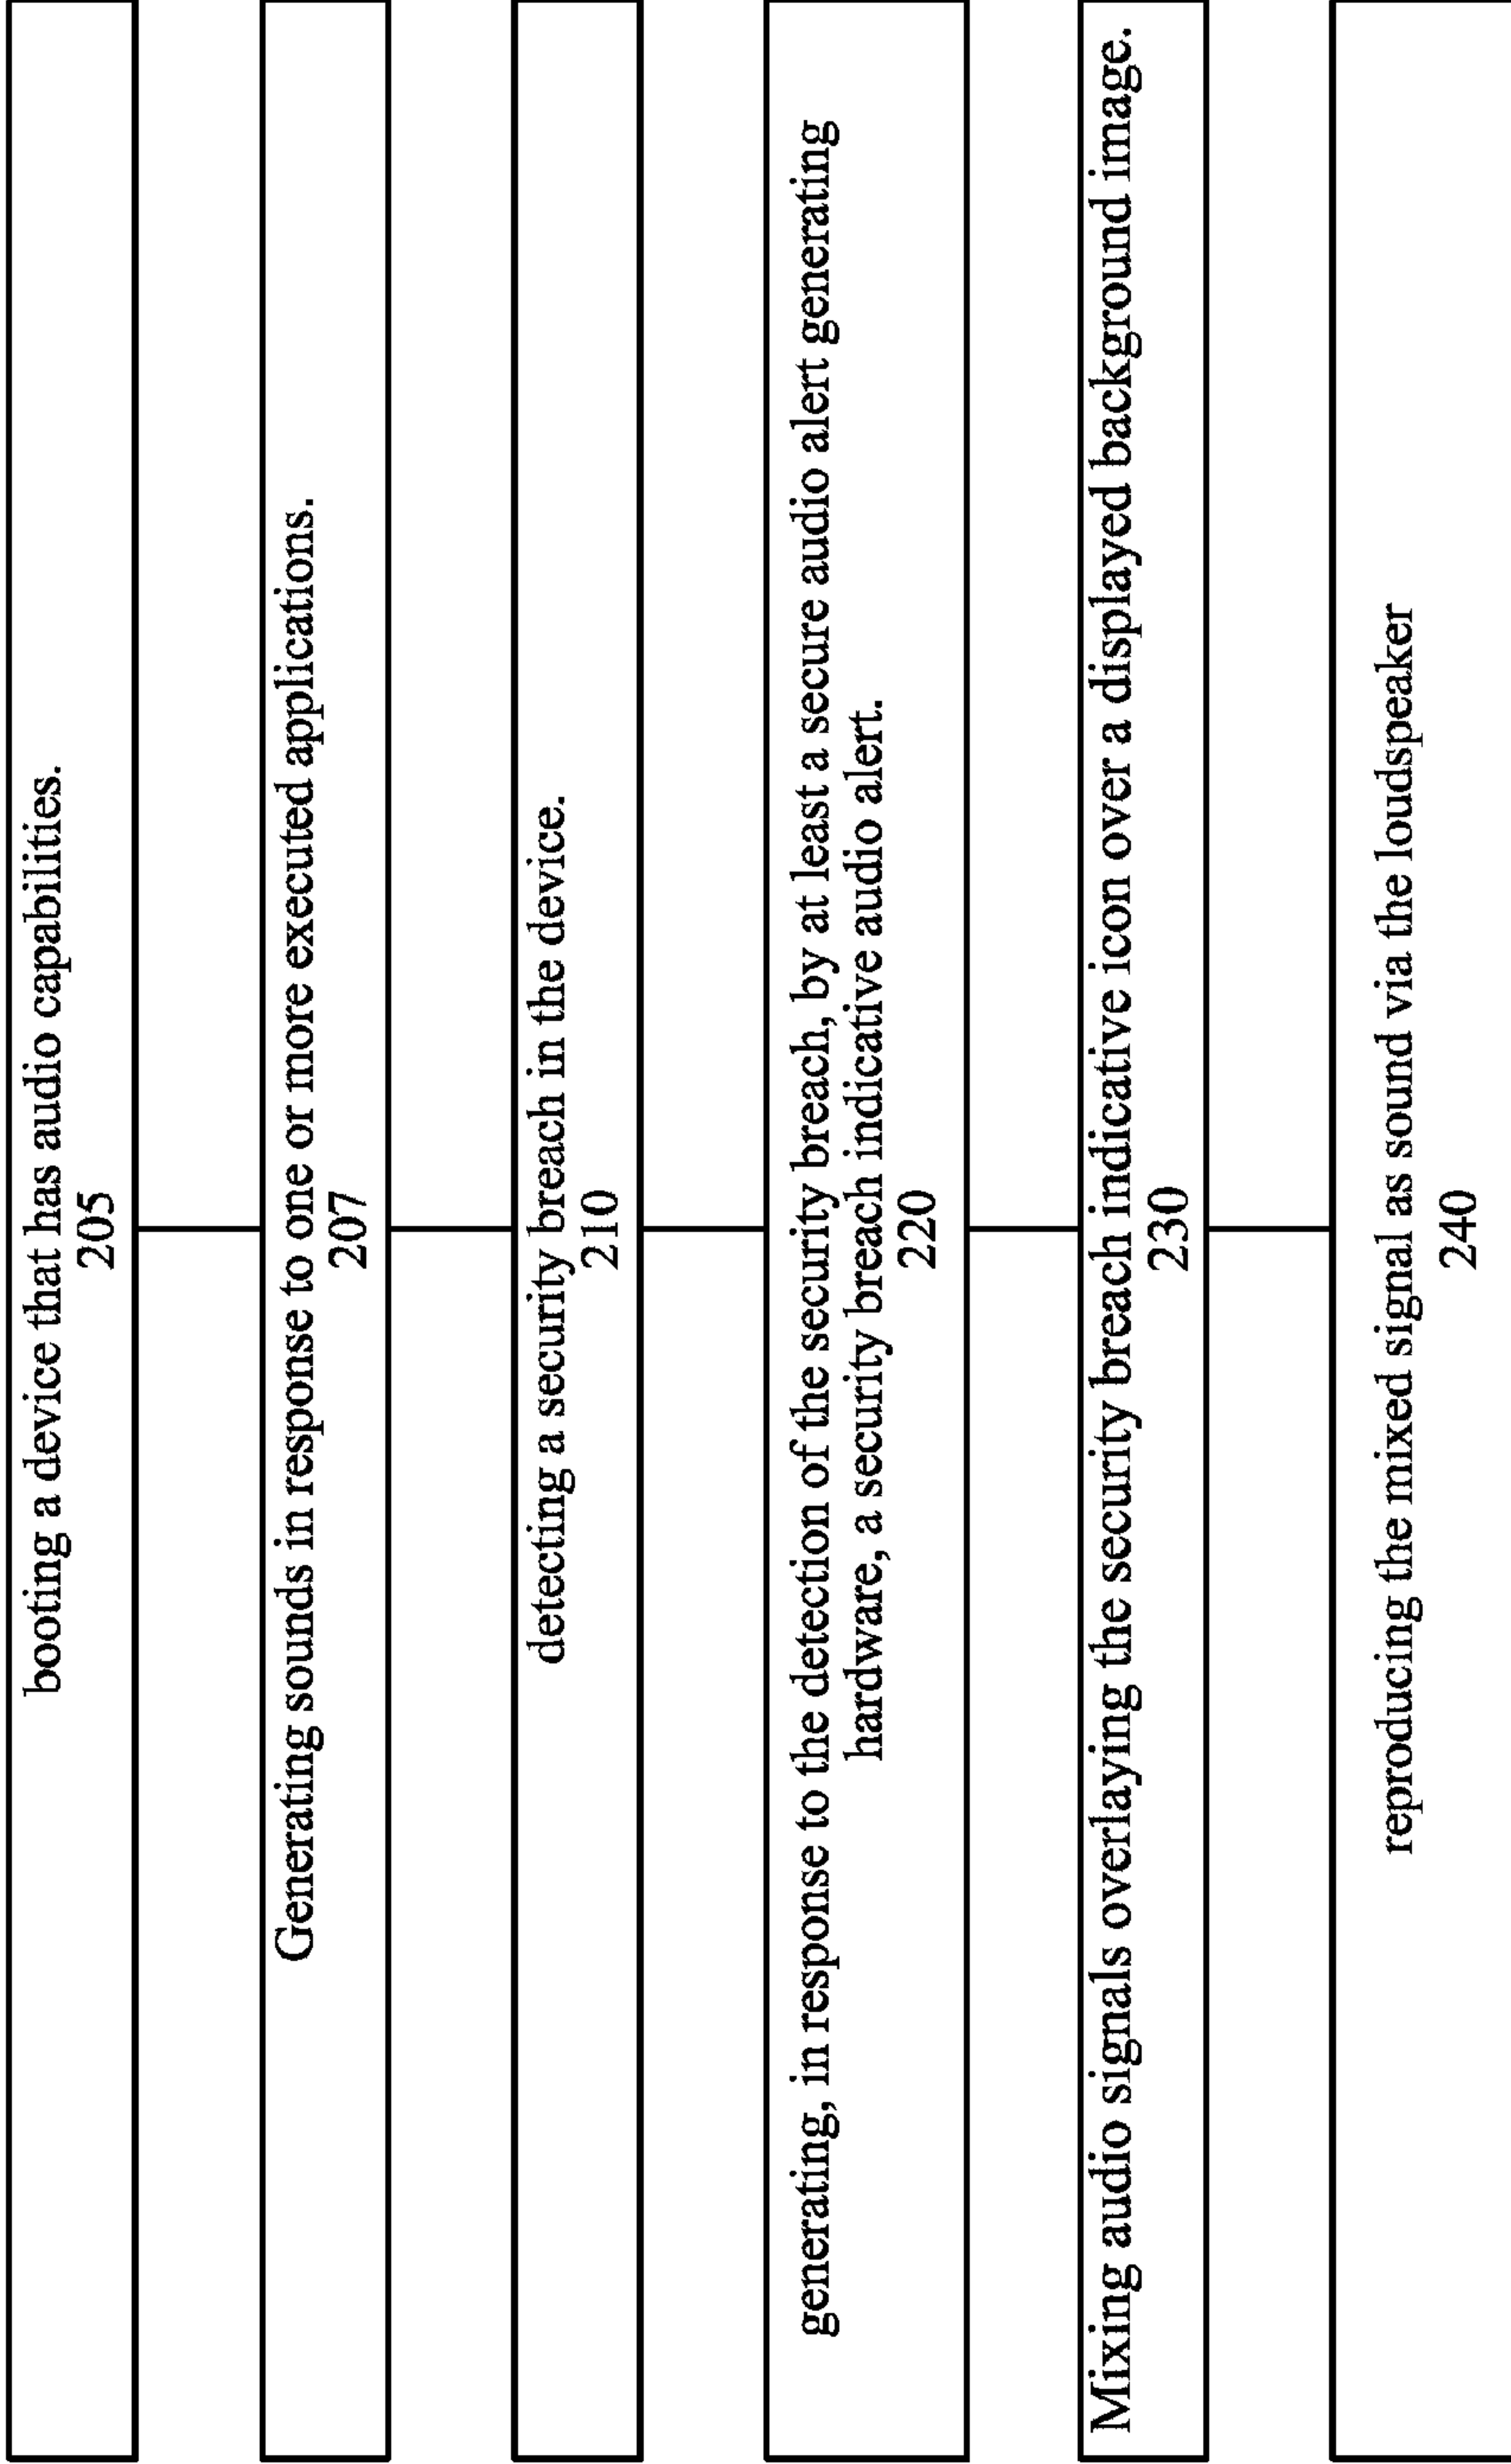 booting a device that has audio capabilities.
205
Generating sounds in response to one or more executed applications.
207
detecting a security breach in the device.
210
generating, in response to the detection of the security breach, by at least a secure audio alert generating
hardware, a security breach indicative audio alert.
220
Mixing audio signals overlaying the security breach indicative icon over a displayed background image.
230
reproducing the mixed signal as sound via the loudspeaker
240